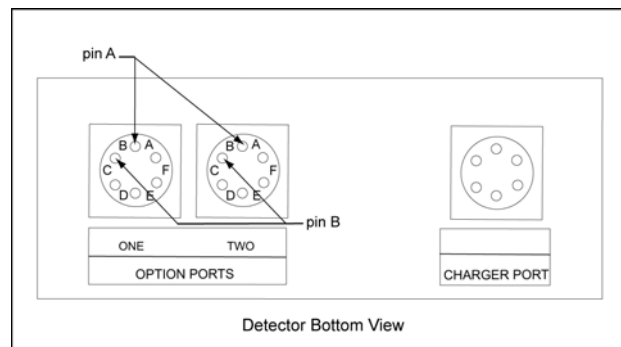 pin A
B A B A
C F C F
D E D E
pin B
ONE TWO
OPTION PORTS
CHARGER PORT
Detector Bottom View